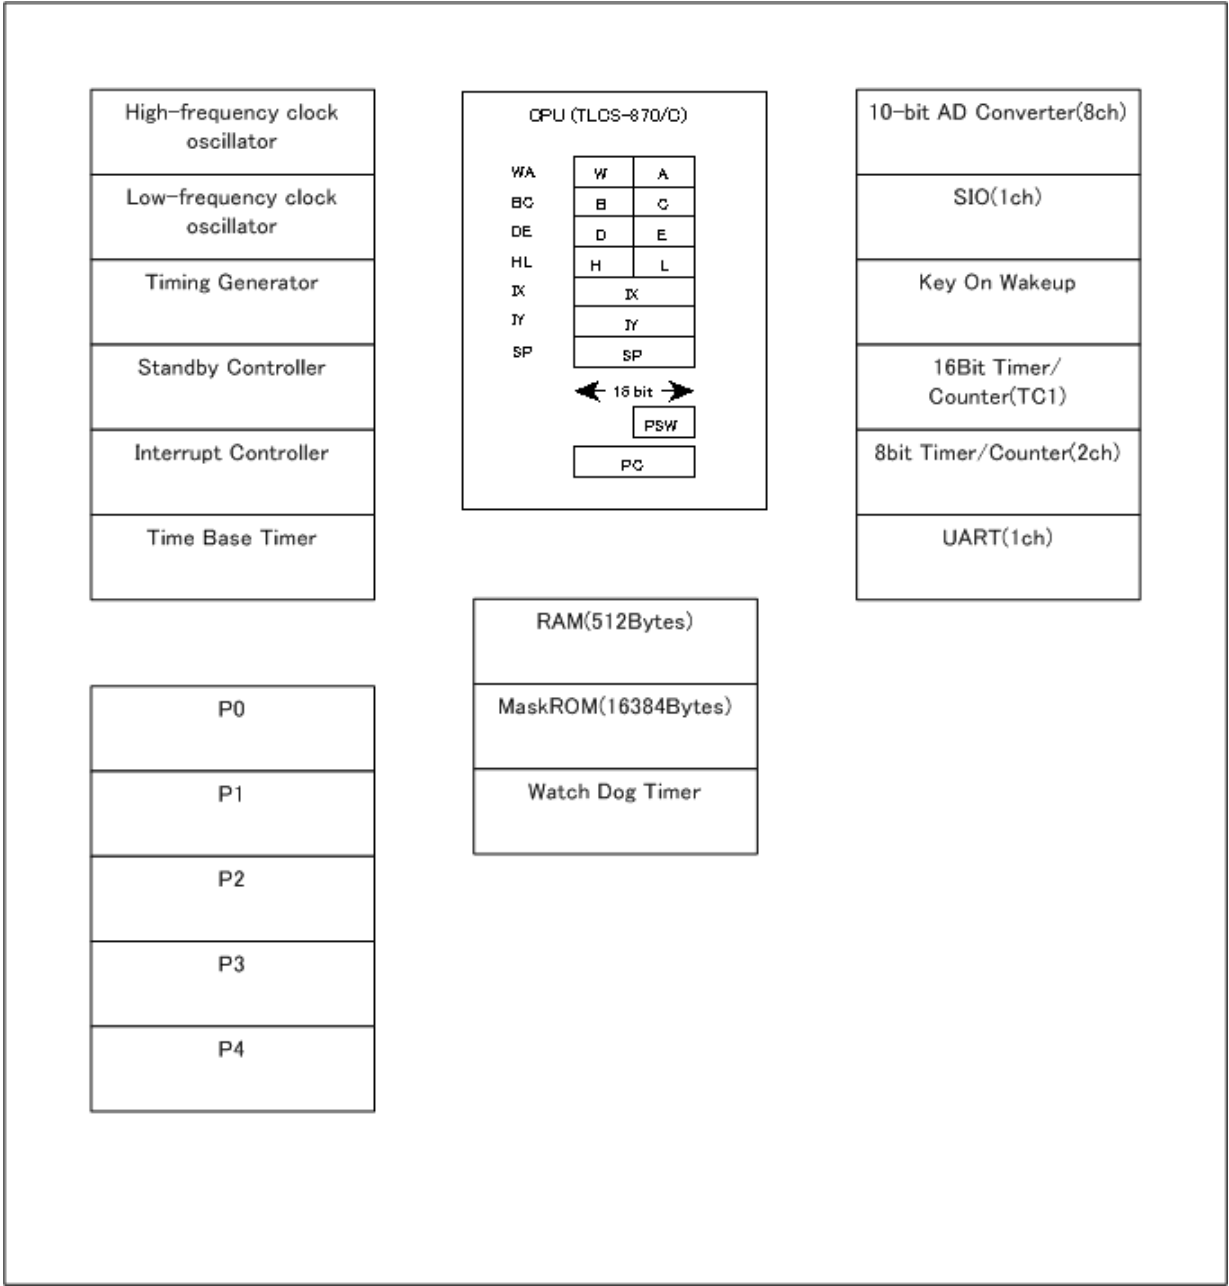 High-frequency clock
oscillator
Low-frequency clock
oscillator
Timing Generator
Standby Controller
Interrupt Controller
Time Base Timer
CPU (TLCS-870/C)
WA W A
BC B C
DE D E
HL H L
IX IX
IY IY
SP SP
16 bit
PSW
PC
10-bit AD Converter(8ch)
SIO(1ch)
Key On Wakeup
16Bit Timer/
Counter(TC1)
8bit Timer/Counter(2ch)
UART(1ch)
RAM(512Bytes)
MaskROM(16384Bytes)
Watch Dog Timer
P0
P1
P2
P3
P4